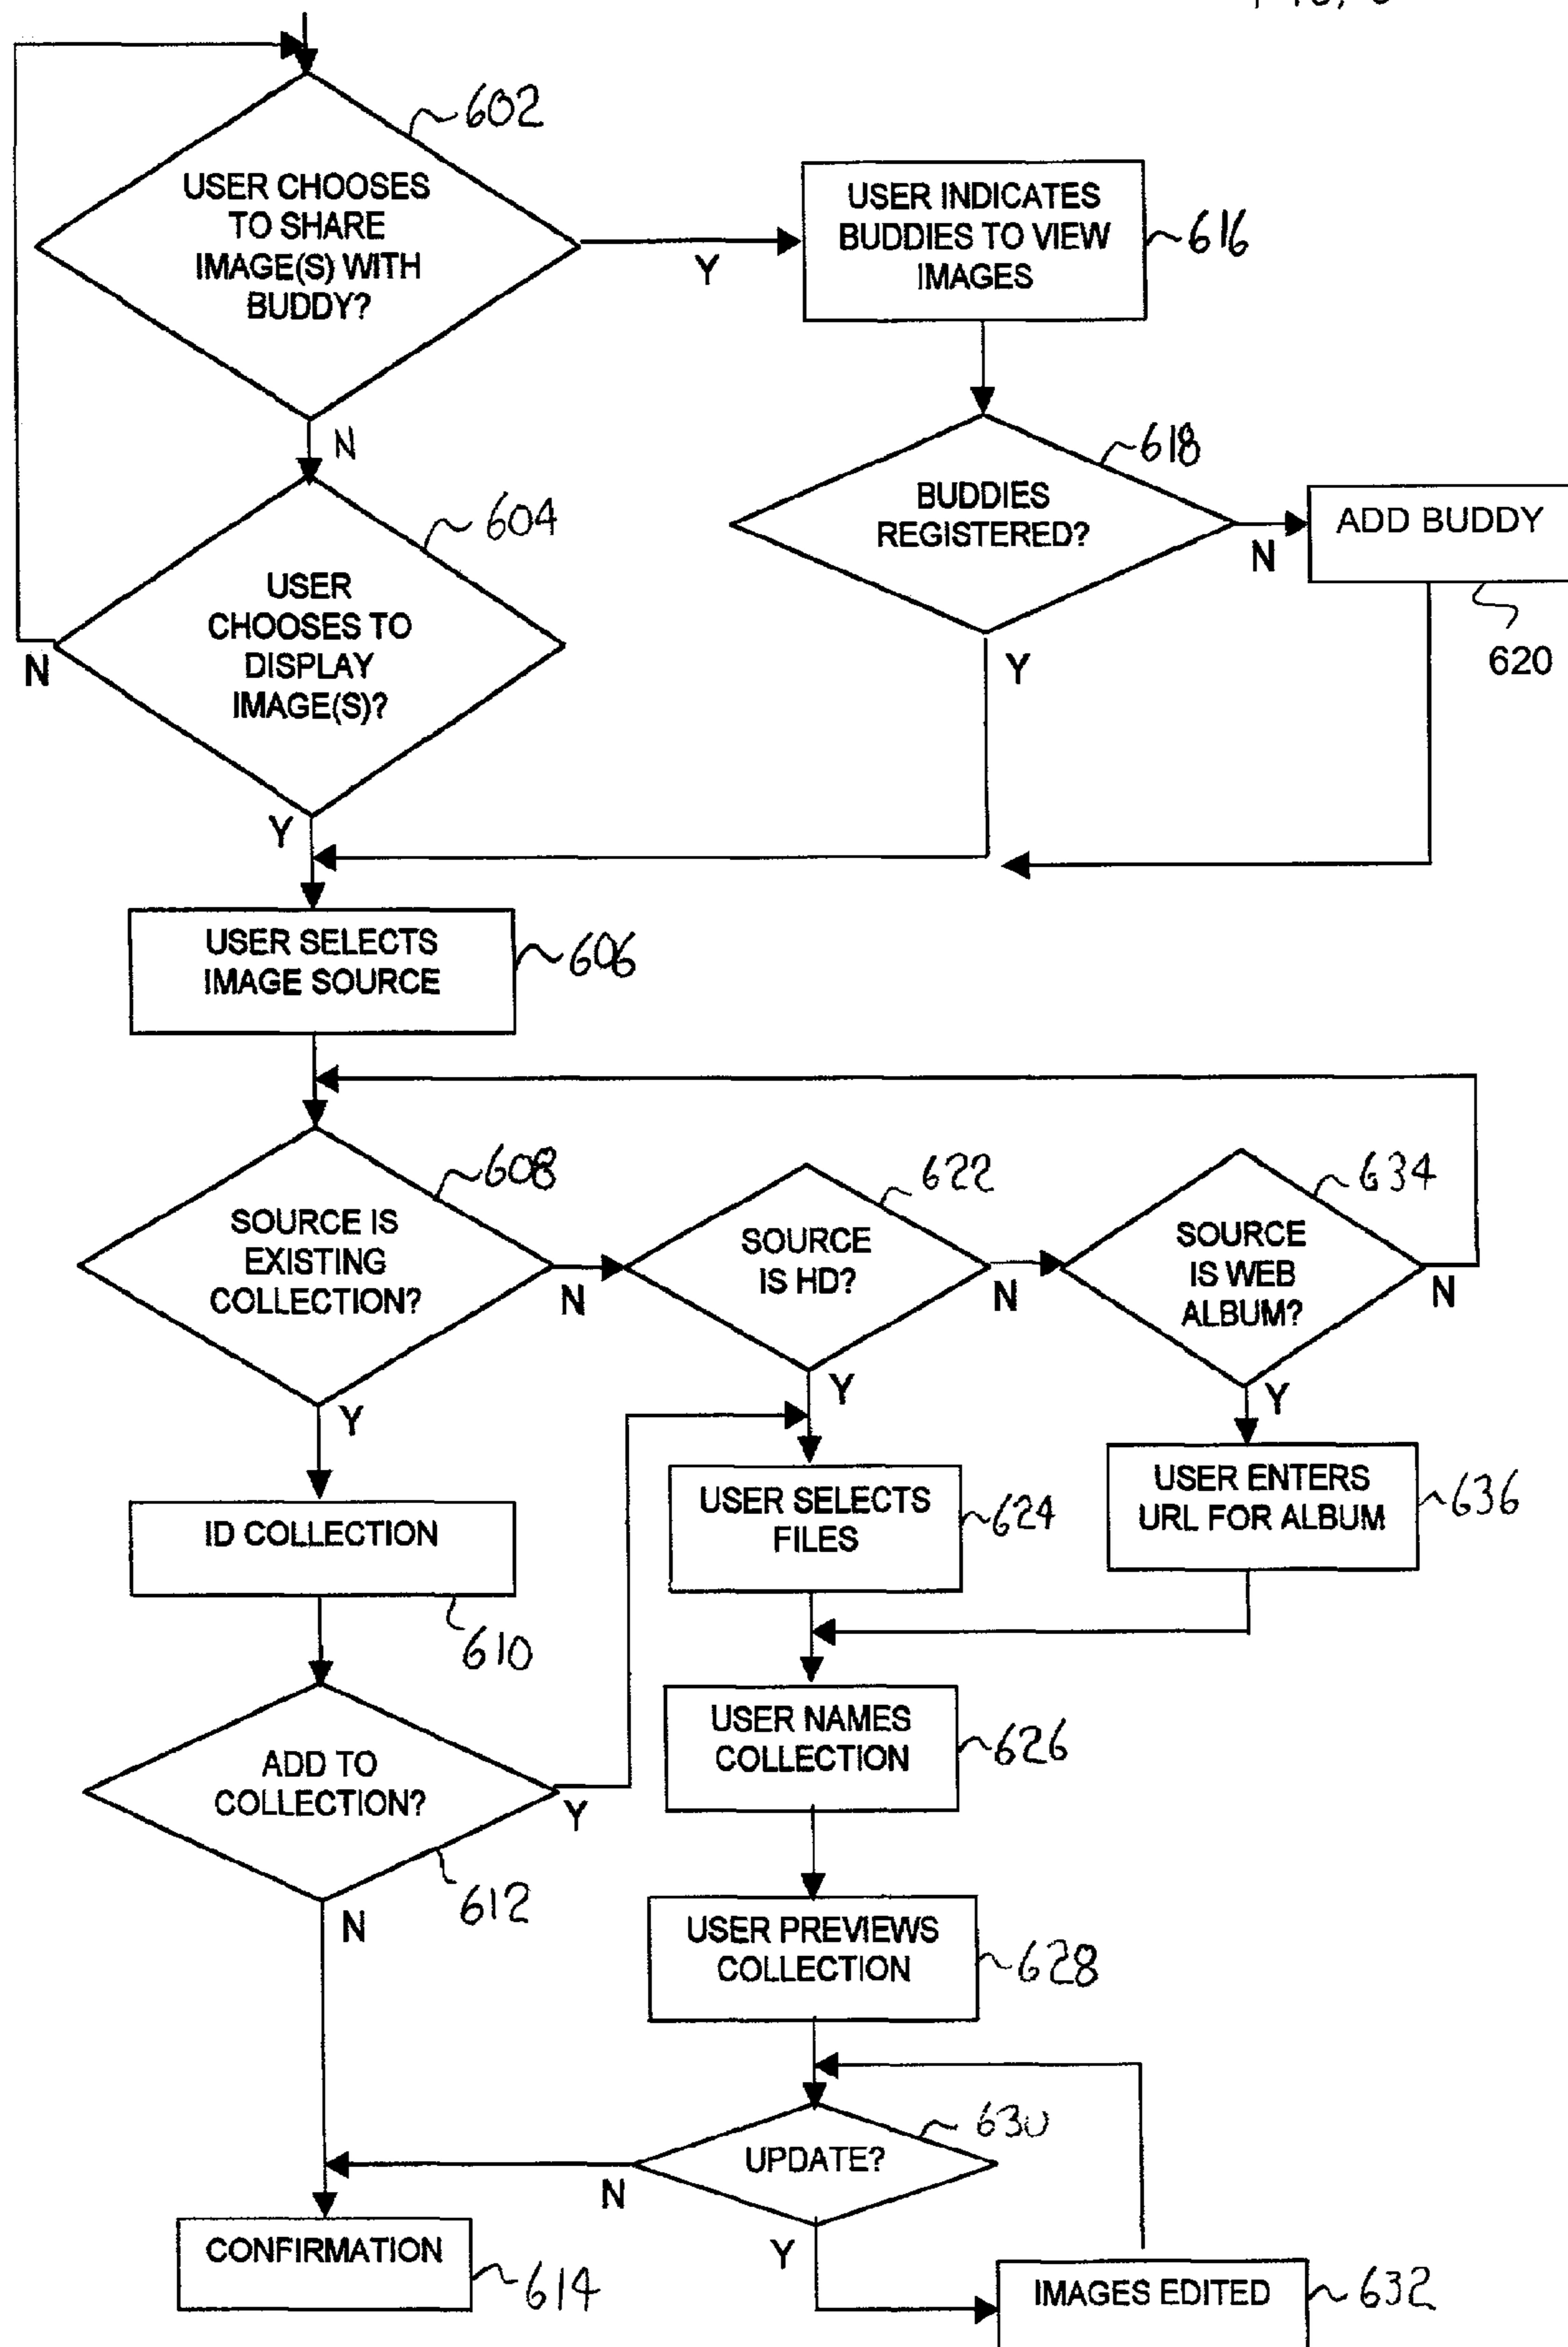 602
USER CHOOSES
TO SHARE
IMAGE(S) WITH
BUDDY?
Y
USER INDICATES
BUDDIES TO VIEW
IMAGES
616
N
618
BUDDIES
REGISTERED?
N
ADD BUDDY
620
Y
604
USER
CHOOSES TO
DISPLAY
IMAGE(S)?
N
Y
USER SELECTS
IMAGE SOURCE
606
608
SOURCE IS
EXISTING
COLLECTION?
N
Y
622
SOURCE
IS HD?
N
Y
634
SOURCE
IS WEB
ALBUM?
N
Y
ID COLLECTION
610
USER SELECTS
FILES
624
USER ENTERS
URL FOR ALBUM
636
ADD TO
COLLECTION?
Y
612
N
USER NAMES
COLLECTION
626
USER PREVIEWS
COLLECTION
628
630
UPDATE?
N
Y
CONFIRMATION
614
IMAGES EDITED
632